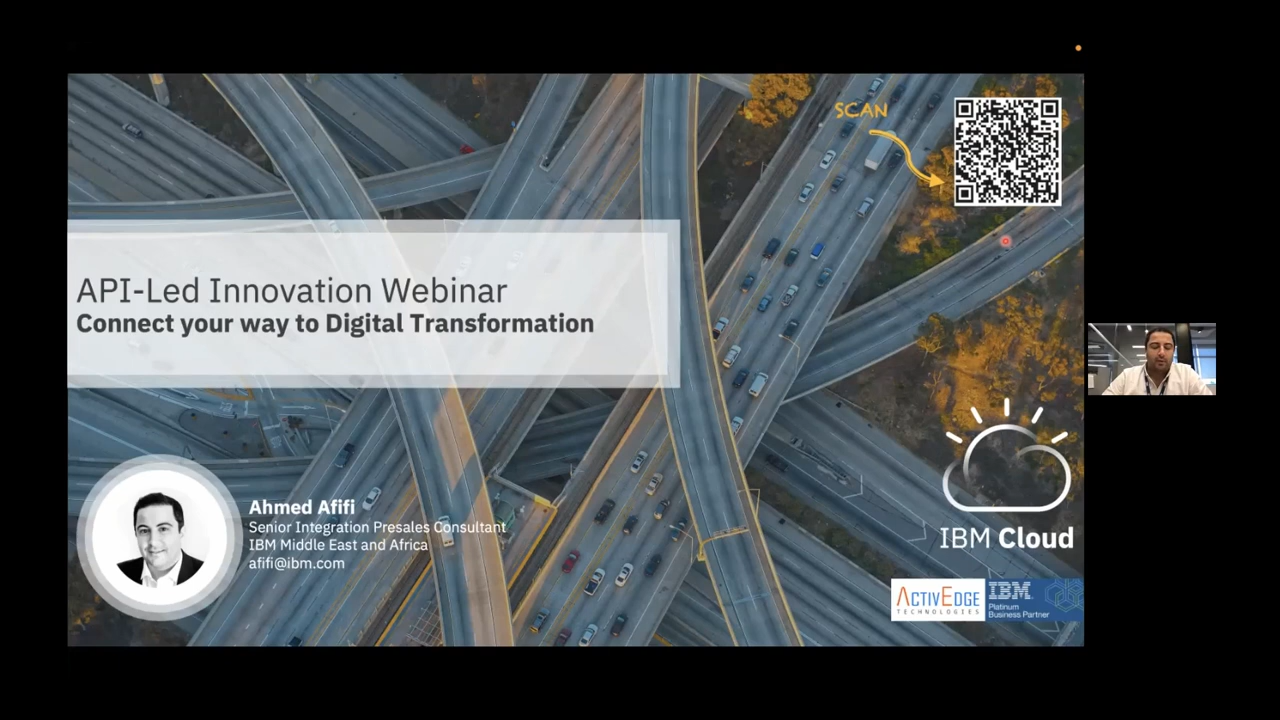 SCAN
API-Led Innovation Webinar
Connect your way to Digital Transformation
Ahmed Afifi
Senior Integration Presales Consultant
IBM Middle East and Africa
afifi@ibm.com
IBM Cloud
ACTIVEDGE
TECHNOLOGIES
IBM
Platinum
Business Partner